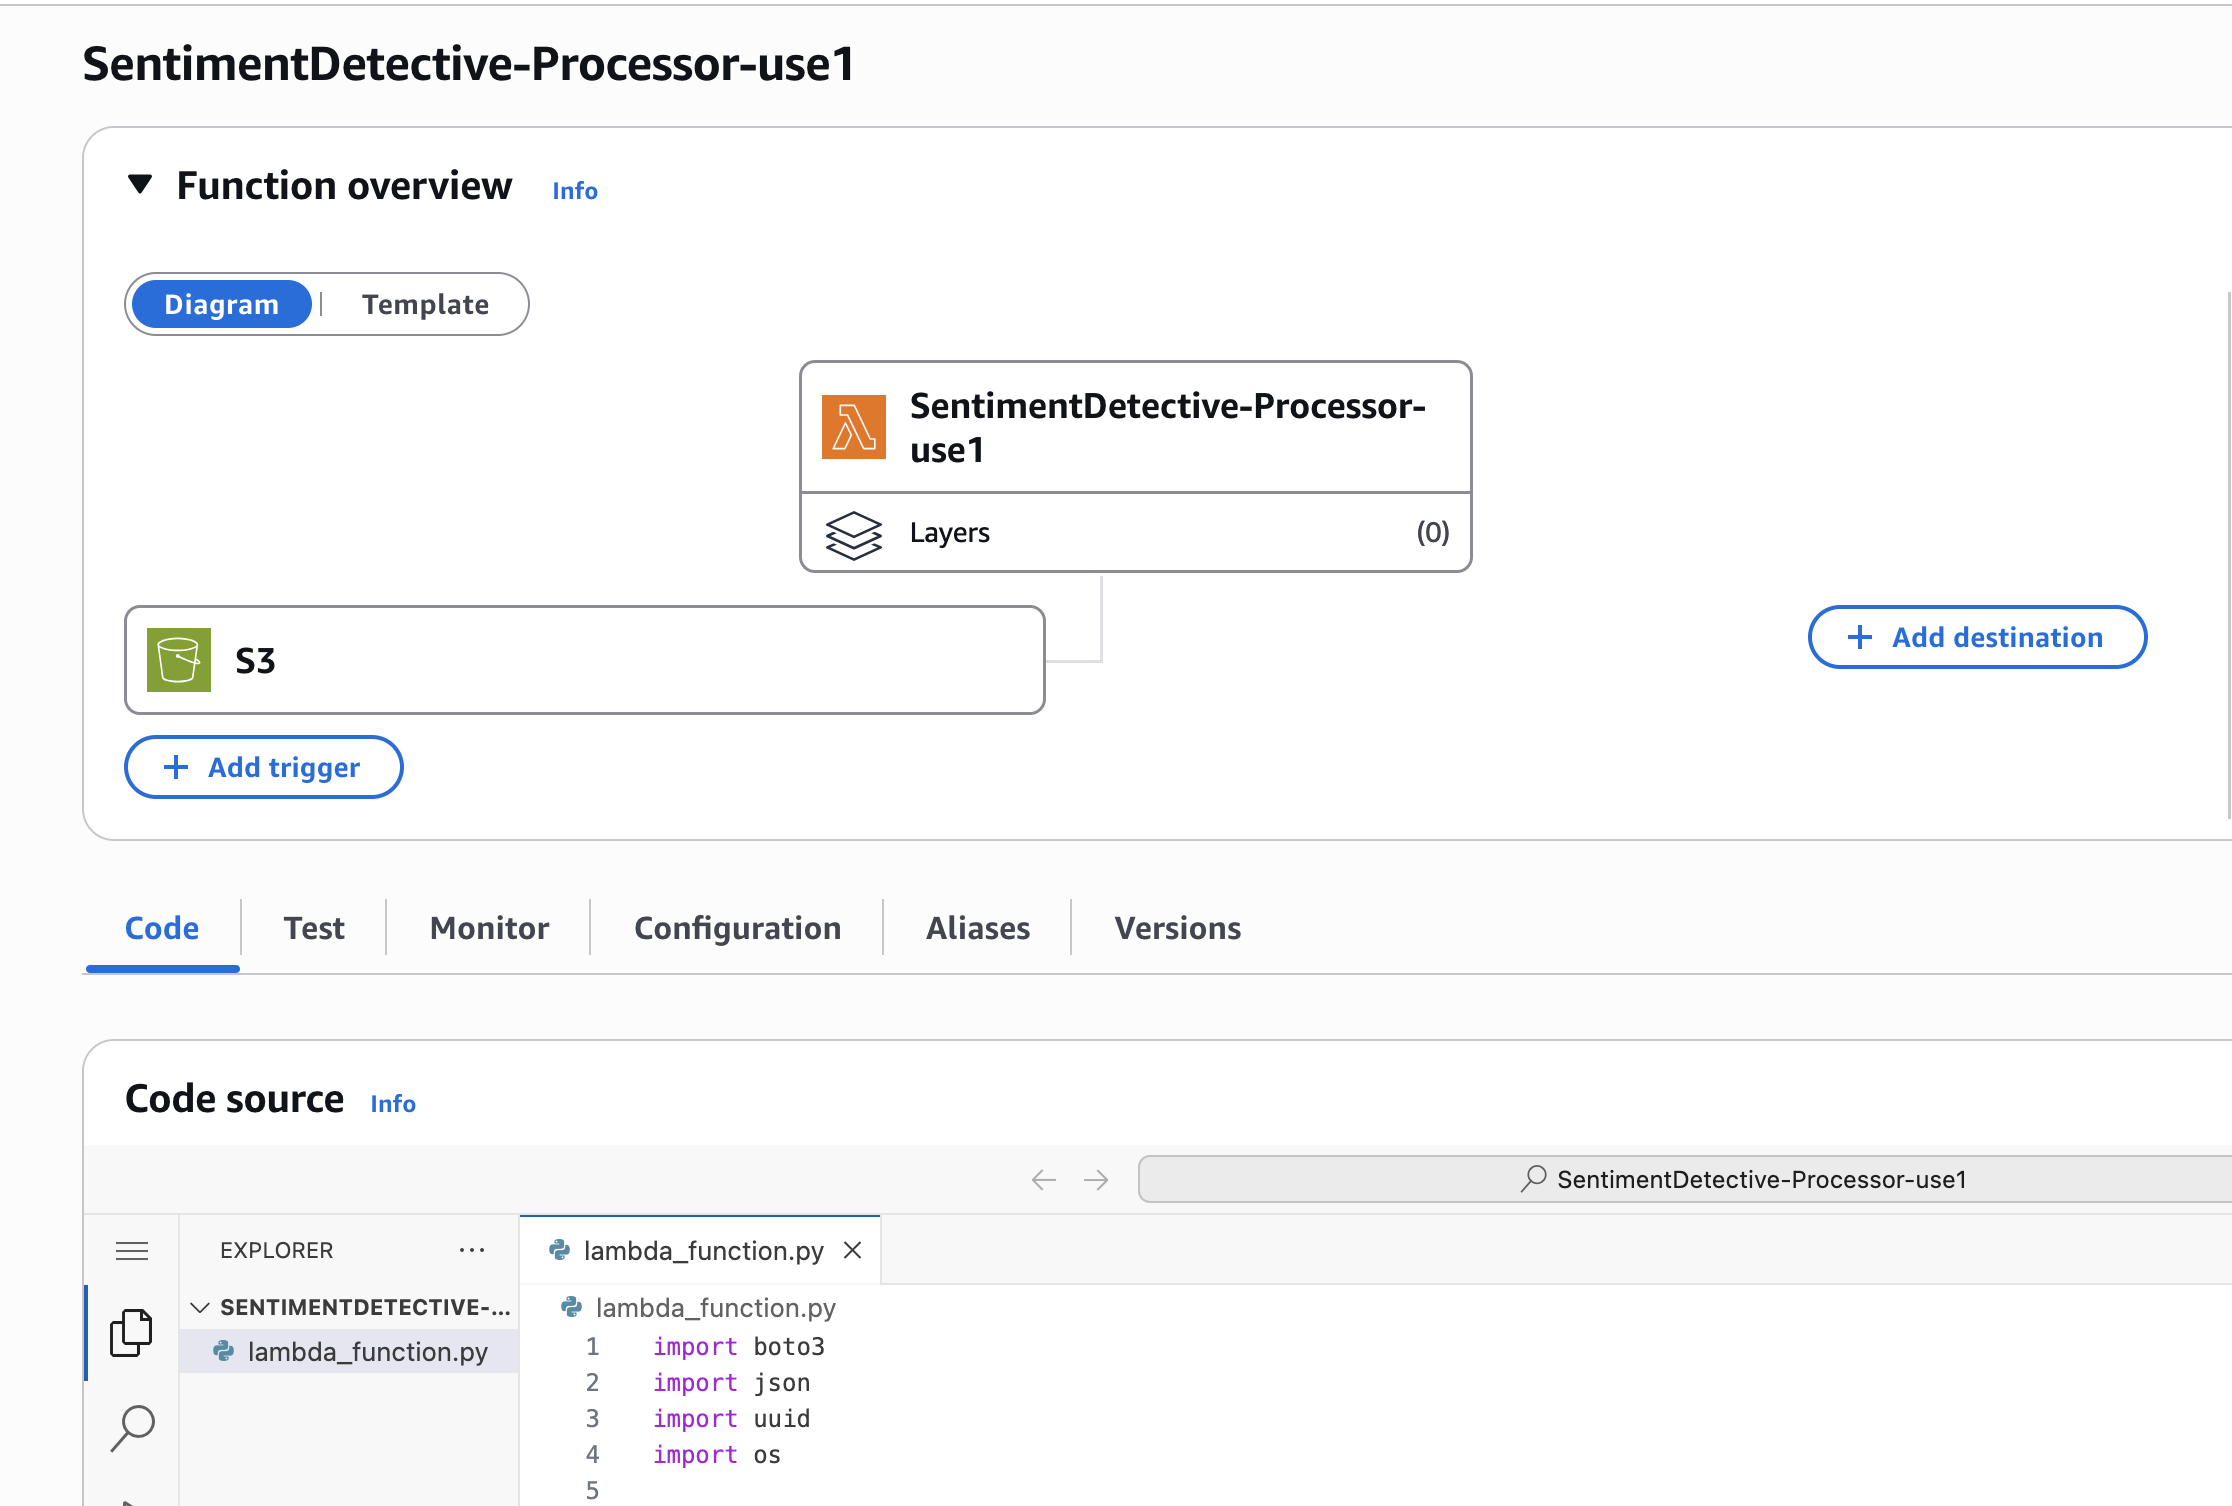 SentimentDetective-Processor-use1
Function overview Info
Diagram | Template
SentimentDetective-Processor-
use1
Layers (0)
S3
+ Add destination
+ Add trigger
Code Test Monitor Configuration Aliases Versions
Code source Info
SentimentDetective-Processor-use1
EXPLORER ···
lambda_function.py
SENTIMENTDETECTIVE-...
lambda_function.py
lambda_function.py
1 import boto3
2 import json
3 import uuid
4 import os
5